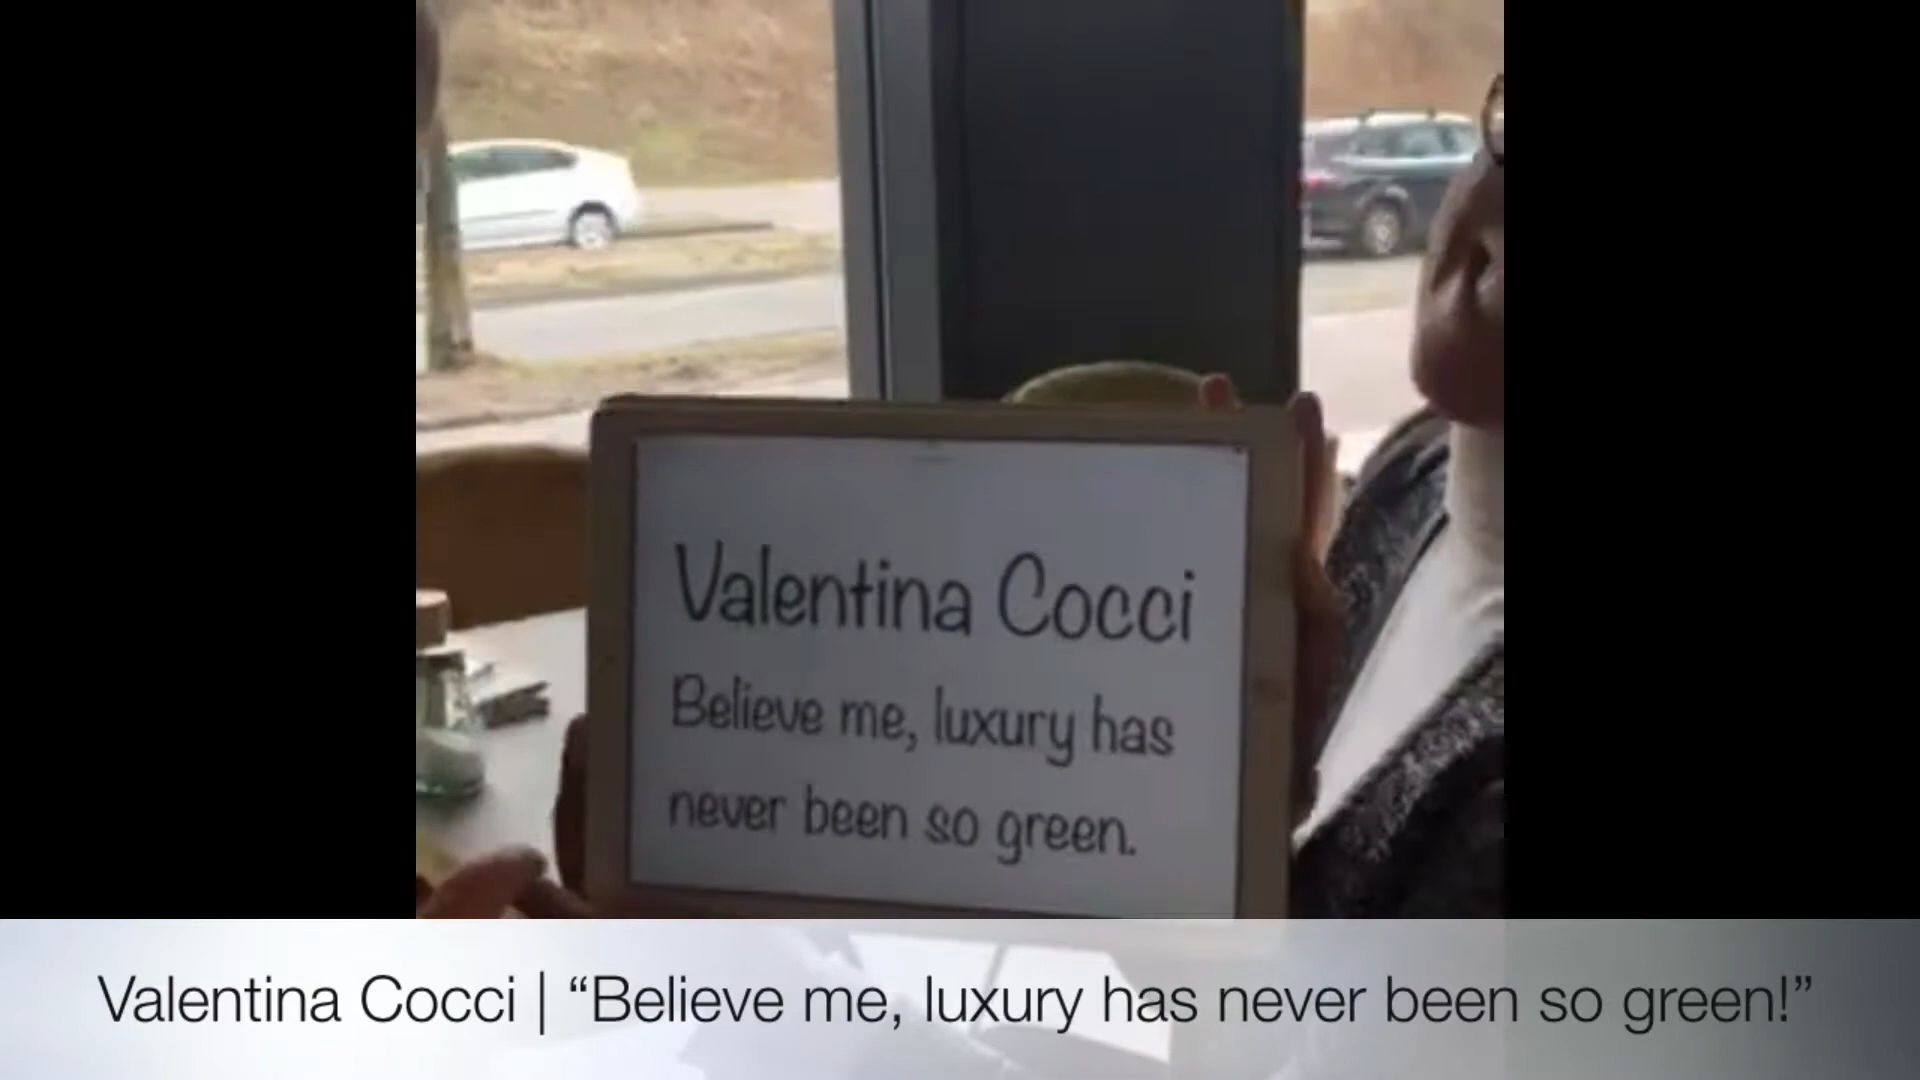 Valentina Cocci
Believe me, luxury has
never been so green.
Valentina Cocci | “Believe me, luxury has never been so green!”